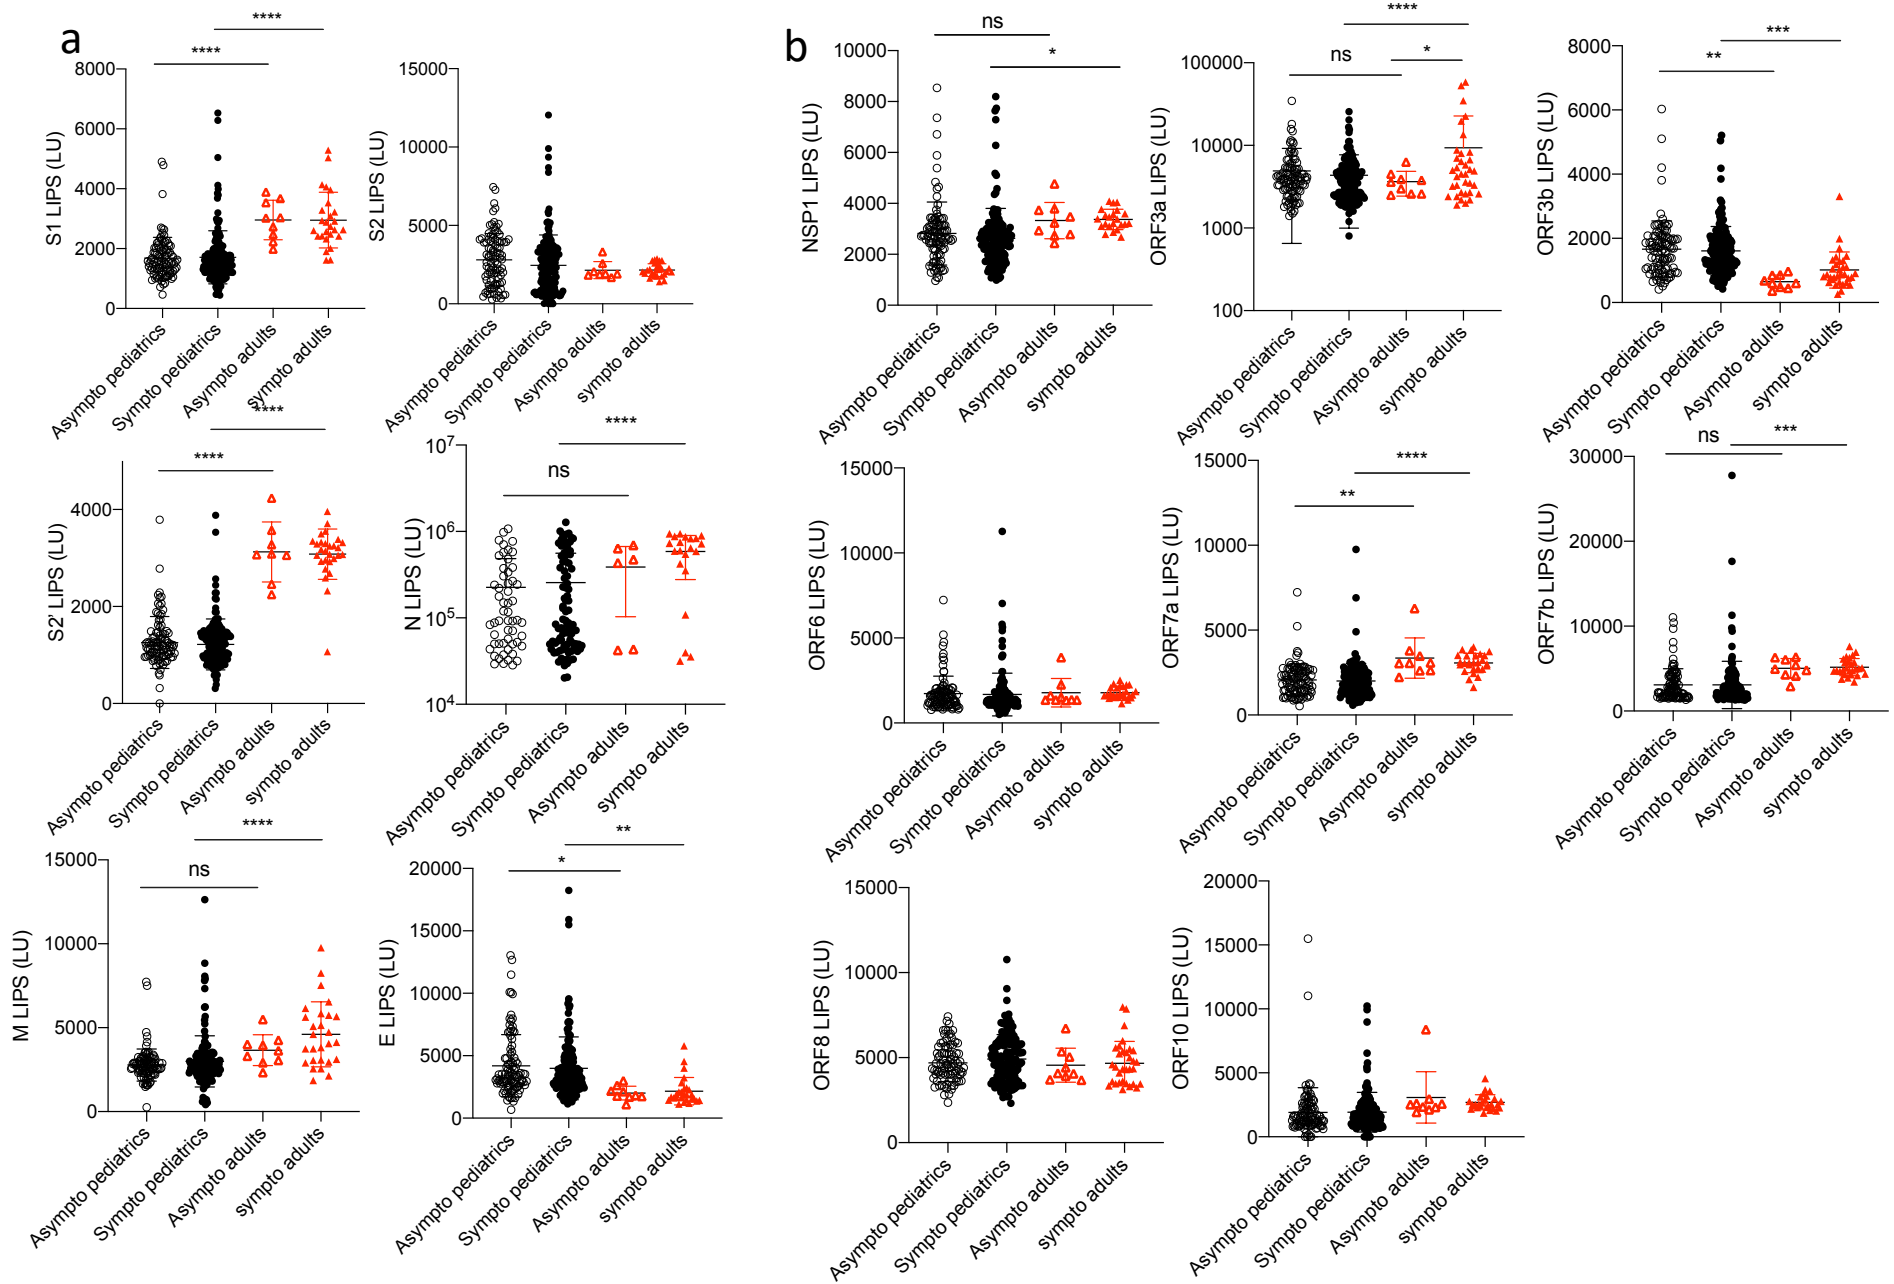 a
****
****
S1 LIPS (LU)
8000
6000
4000
2000
0
Asympto pediatrics
Sympto pediatrics
Asympto adults
sympto adults
S2 LIPS (LU)
15000
10000
5000
0
Asympto pediatrics
Sympto pediatrics
Asympto adults
sympto adults
****
****
S2' LIPS (LU)
4000
2000
0
Asympto pediatrics
Sympto pediatrics
Asympto adults
sympto adults
****
ns
N LIPS (LU)
10⁷
10⁶
10⁵
10⁴
Asympto pediatrics
Sympto pediatrics
Asympto adults
sympto adults
****
ns
M LIPS (LU)
15000
10000
5000
0
Asympto pediatrics
Sympto pediatrics
Asympto adults
sympto adults
**
*
E LIPS (LU)
20000
15000
10000
5000
0
Asympto pediatrics
Sympto pediatrics
Asympto adults
sympto adults
b
ns
*
NSP1 LIPS (LU)
10000
8000
6000
4000
2000
0
Asympto pediatrics
Sympto pediatrics
Asympto adults
sympto adults
****
ns
*
ORF3a LIPS (LU)
100000
10000
1000
100
Asympto pediatrics
Sympto pediatrics
Asympto adults
sympto adults
***
**
ORF3b LIPS (LU)
8000
6000
4000
2000
0
Asympto pediatrics
Sympto pediatrics
Asympto adults
sympto adults
ORF6 LIPS (LU)
15000
10000
5000
0
Asympto pediatrics
Sympto pediatrics
Asympto adults
sympto adults
****
**
ORF7a LIPS (LU)
15000
10000
5000
0
Asympto pediatrics
Sympto pediatrics
Asympto adults
sympto adults
ns
***
ORF7b LIPS (LU)
30000
20000
10000
0
Asympto pediatrics
Sympto pediatrics
Asympto adults
sympto adults
ORF8 LIPS (LU)
15000
10000
5000
0
Asympto pediatrics
Sympto pediatrics
Asympto adults
sympto adults
ORF10 LIPS (LU)
20000
15000
10000
5000
0
Asympto pediatrics
Sympto pediatrics
Asympto adults
sympto adults